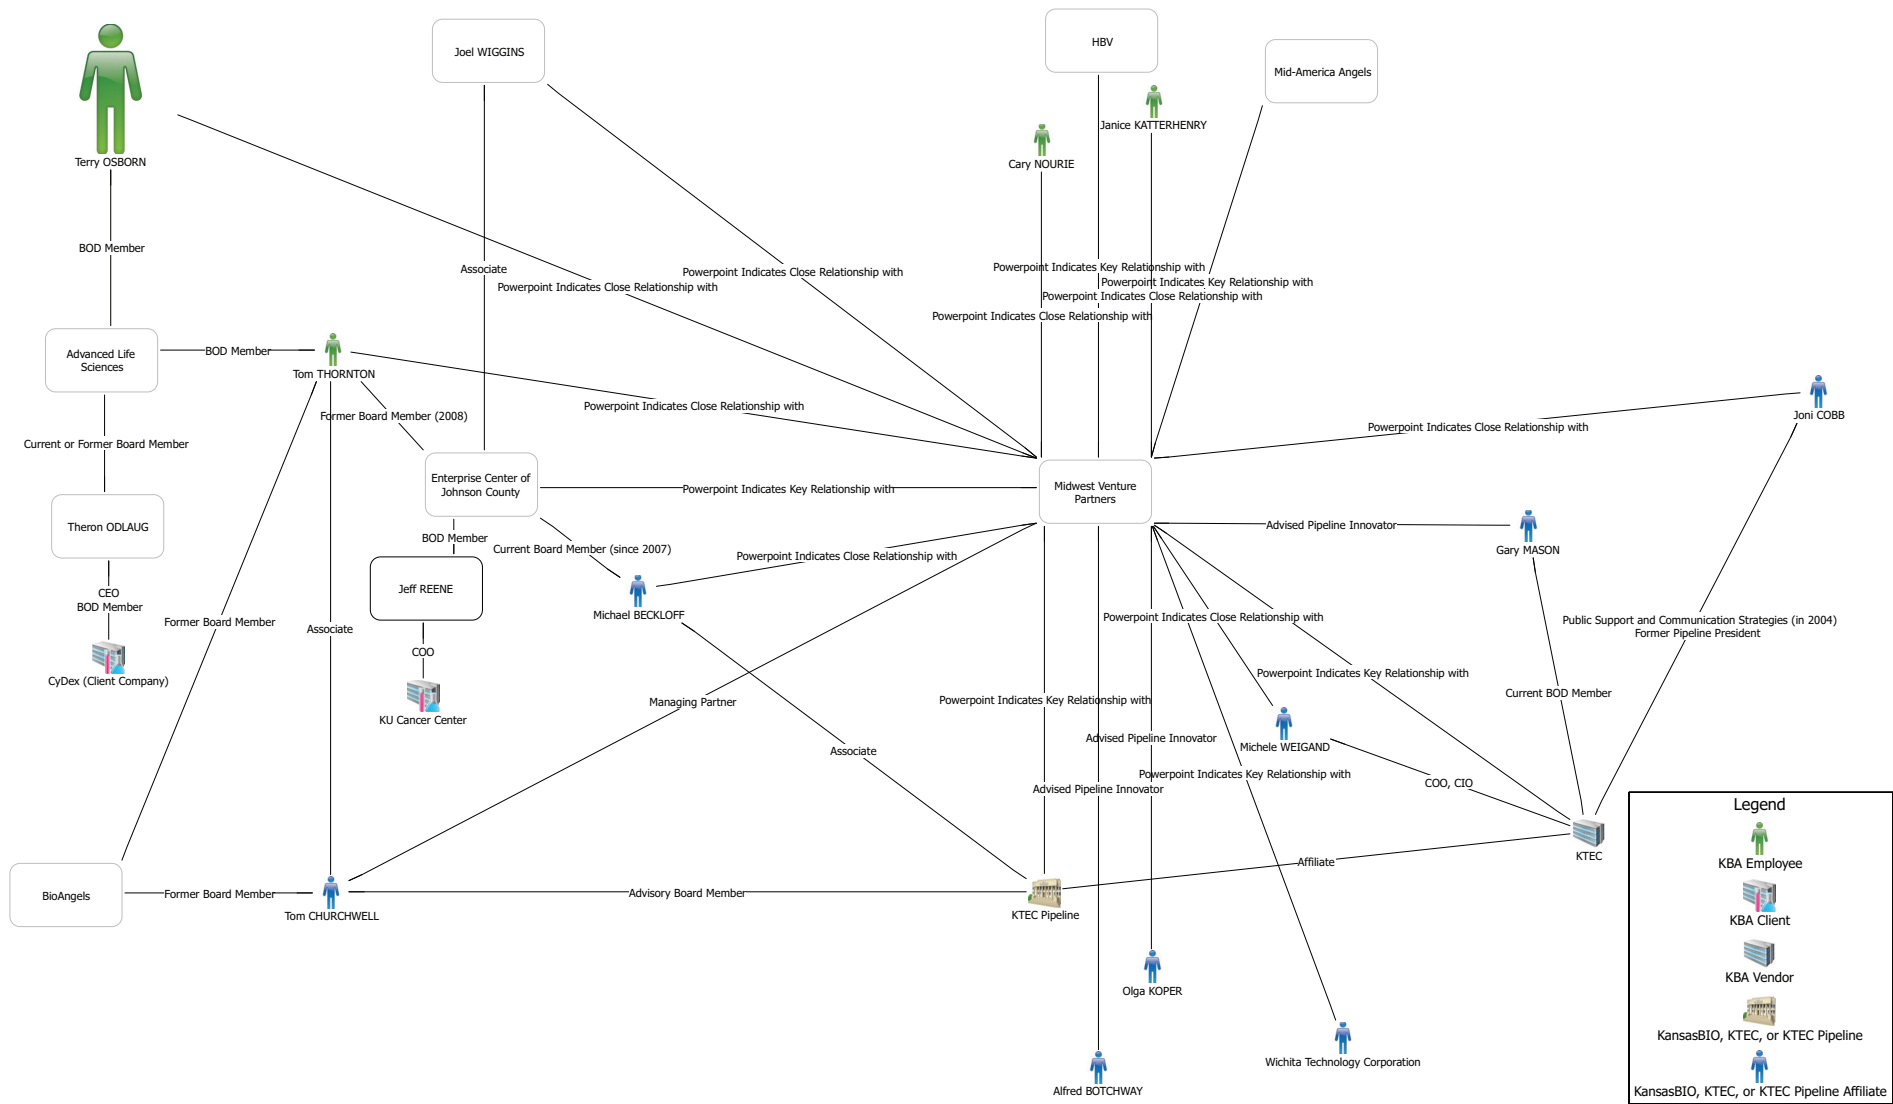 Joel WIGGINS
HBV
Mid-America Angels
Janice KATTERHENRY
Cary NOURIE
Terry OSBORN
BOD Member
Associate
Powerpoint Indicates Close Relationship with
Powerpoint Indicates Close Relationship with
Powerpoint Indicates Key Relationship with
Powerpoint Indicates Key Relationship with
Powerpoint Indicates Close Relationship with
Powerpoint Indicates Close Relationship with
Advanced Life
Sciences
BOD Member
Tom THORNTON
Former Board Member (2008)
Powerpoint Indicates Close Relationship with
Joni COBB
Powerpoint Indicates Close Relationship with
Current or Former Board Member
Enterprise Center of
Johnson County
Powerpoint Indicates Key Relationship with
Midwest Venture
Partners
Theron ODLAUG
BOD Member
Current Board Member (since 2007)
Powerpoint Indicates Close Relationship with
Advised Pipeline Innovator
Gary MASON
CEO
BOD Member
Jeff REENE
Michael BECKLOFF
Former Board Member
Associate
Powerpoint Indicates Close Relationship with
Public Support and Communication Strategies (in 2004)
Former Pipeline President
COO
CyDex (Client Company)
KU Cancer Center
Managing Partner
Powerpoint Indicates Key Relationship with
Powerpoint Indicates Key Relationship with
Current BOD Member
Advised Pipeline Innovator
Michele WEIGAND
Associate
Powerpoint Indicates Key Relationship with
COO, CIO
Advised Pipeline Innovator
KTEC
Affiliate
BioAngels
Former Board Member
Tom CHURCHWELL
Advisory Board Member
KTEC Pipeline
Olga KOPER
Wichita Technology Corporation
Alfred BOTCHWAY
Legend
KBA Employee
KBA Client
KBA Vendor
KansasBIO, KTEC, or KTEC Pipeline
KansasBIO, KTEC, or KTEC Pipeline Affiliate